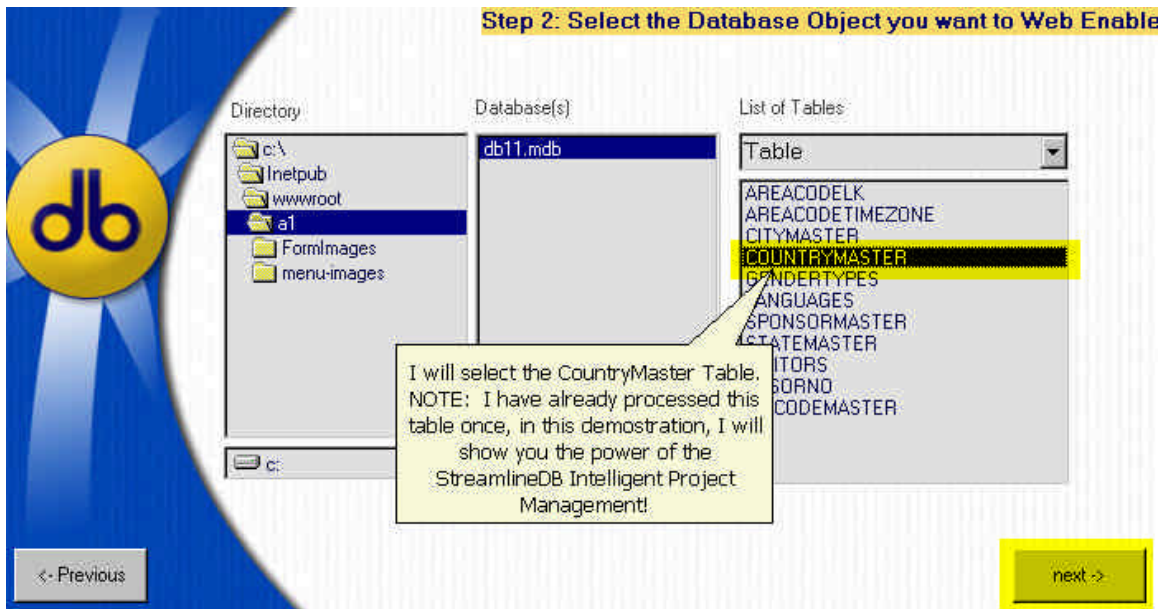 Step 2: Select the Database Object you want to Web Enable
Directory
Database(s)
List of Tables
c:\
Inetpub
wwwroot
a1
FormImages
menu-images
db11.mdb
Table
AREACODELK
AREACODETIMEZONE
CITYMASTER
COUNTRYMASTER
GENDERTYPES
LANGUAGES
SPONSORMASTER
STATEMASTER
ITORS
SORNO
CODEMASTER
db
I will select the CountryMaster Table.
NOTE: I have already processed this
table once, in this demostration, I will
show you the power of the
StreamlineDB Intelligent Project
Management!
c:
<- Previous
next ->